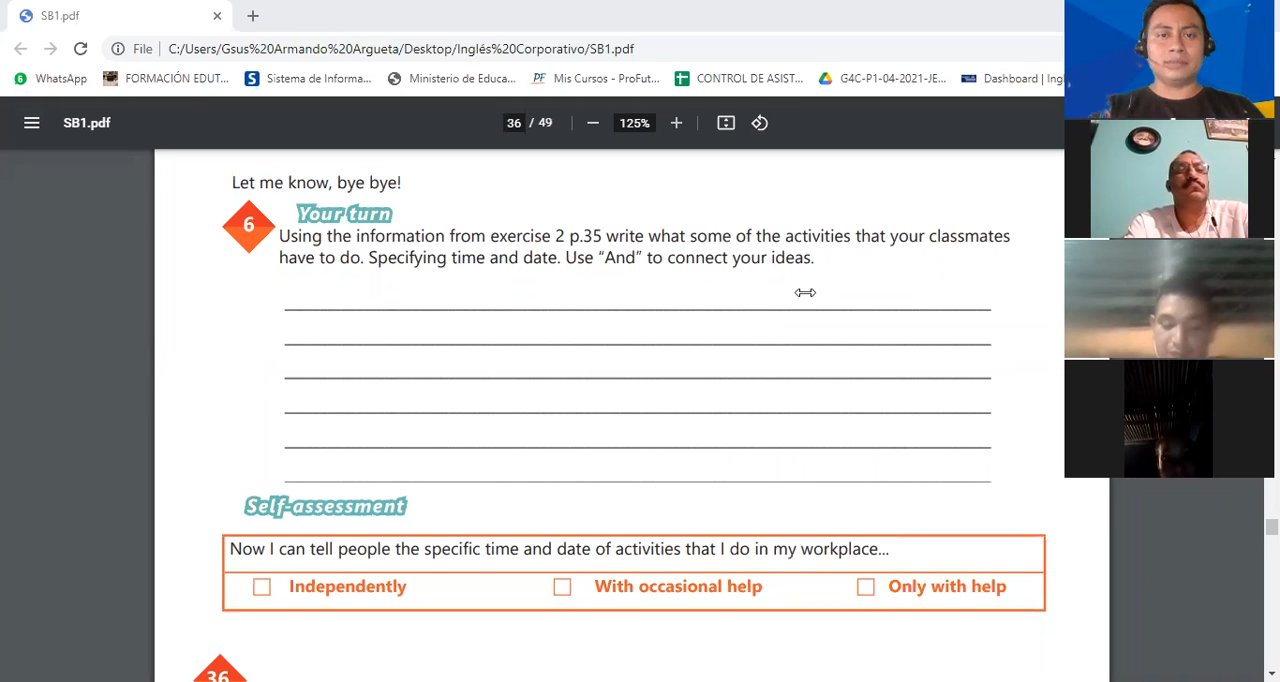 SB1.pdf
File C:/Users/Gsus%20Armando%20Argueta/Desktop/Inglés%20Corporativo/SB1.pdf
WhatsApp FORMACIÓN EDUT... Sistema de Informa... Ministerio de Educa... Mis Cursos - ProFut... CONTROL DE ASIST... G4C-P1-04-2021-JE... Dashboard | Ingl
SB1.pdf 36 / 49 125%
Let me know, bye bye!
6 Your turn
Using the information from exercise 2 p.35 write what some of the activities that your classmates
have to do. Specifying time and date. Use “And” to connect your ideas.
Self-assessment
Now I can tell people the specific time and date of activities that I do in my workplace...
Independently With occasional help Only with help
36